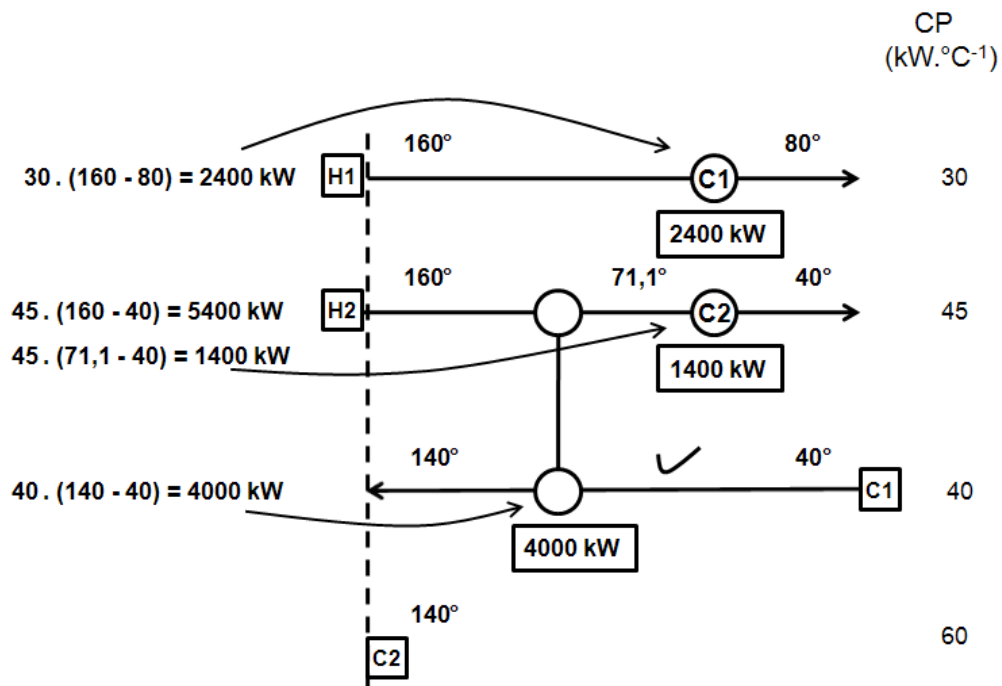 CP
(kW.°C⁻¹)
160°
80°
30 . (160 - 80) = 2400 kW
H1
C1
30
2400 kW
160°
71,1°
40°
45 . (160 - 40) = 5400 kW
H2
C2
45
45 . (71,1 - 40) = 1400 kW
1400 kW
140°
40°
40 . (140 - 40) = 4000 kW
C1
40
4000 kW
140°
60
C2